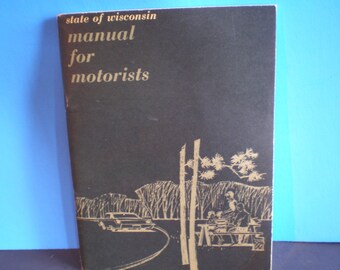 state of wisconsin
manual
for
motorists